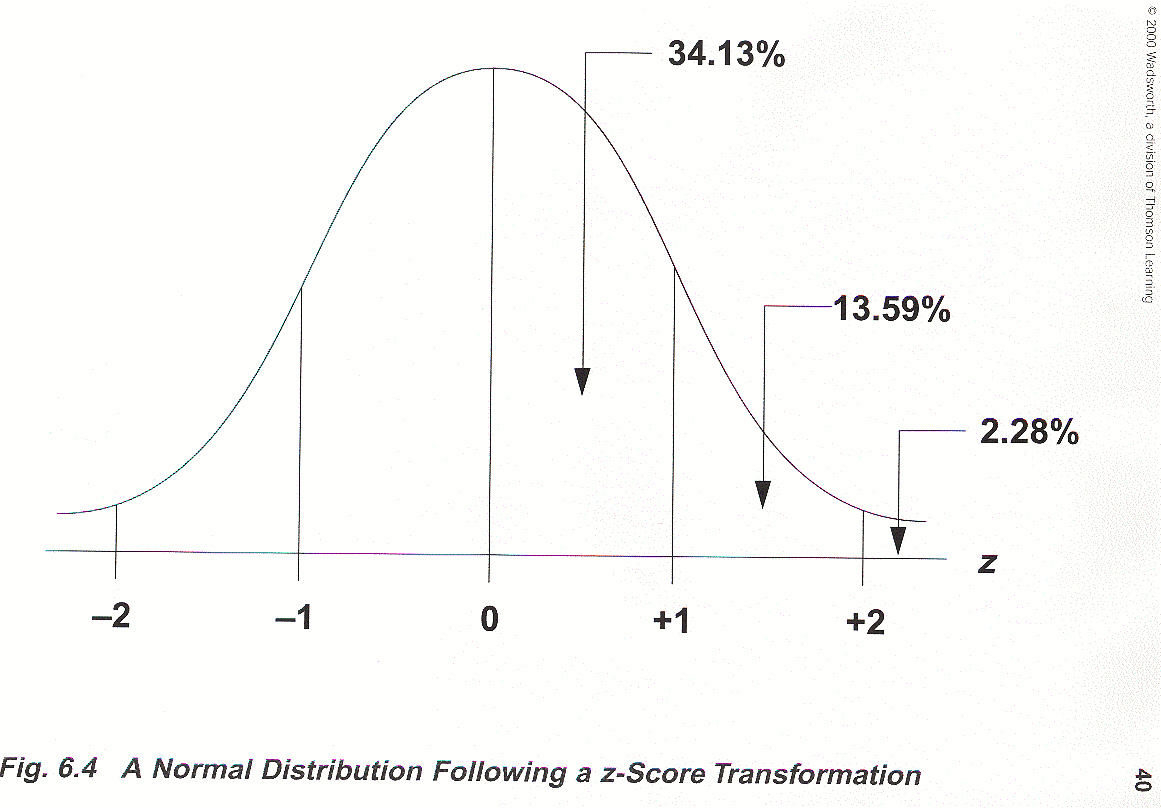 34.13%
13.59%
2.28%
z
–2 –1 0 +1 +2
Fig. 6.4 A Normal Distribution Following a z-Score Transformation
© 2000 Wadsworth, a division of Thomson Learning
40